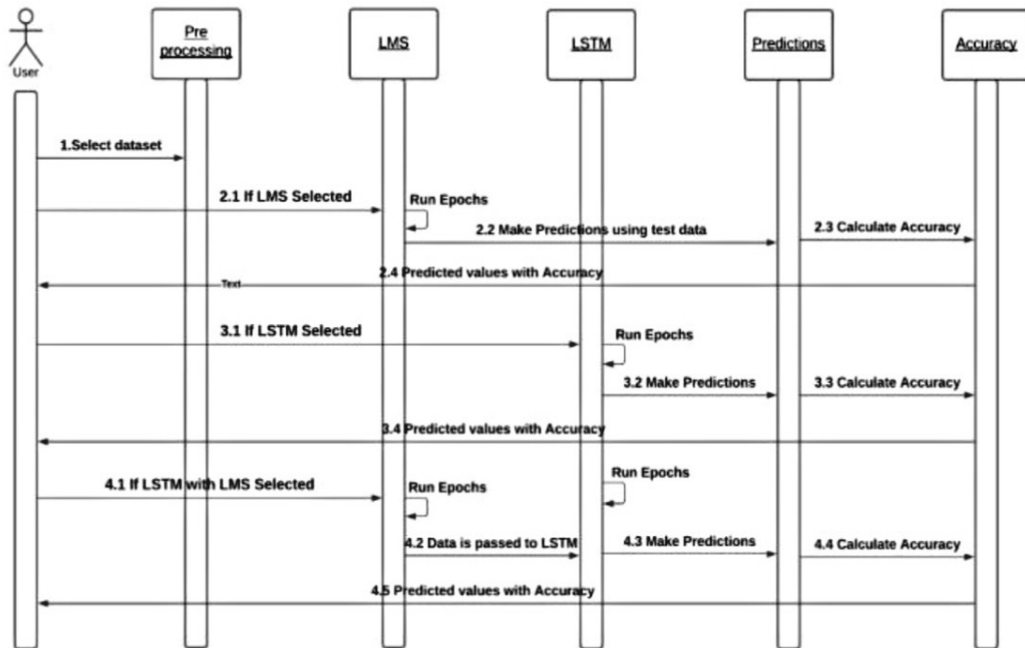 Pre
processing
LMS
LSTM
Predictions
Accuracy
User
1.Select dataset
2.1 If LMS Selected
Run Epochs
2.2 Make Predictions using test data
2.3 Calculate Accuracy
2.4 Predicted values with Accuracy
Text
3.1 If LSTM Selected
Run Epochs
3.2 Make Predictions
3.3 Calculate Accuracy
3.4 Predicted values with Accuracy
4.1 If LSTM with LMS Selected
Run Epochs
Run Epochs
4.2 Data is passed to LSTM
4.3 Make Predictions
4.4 Calculate Accuracy
4.5 Predicted values with Accuracy